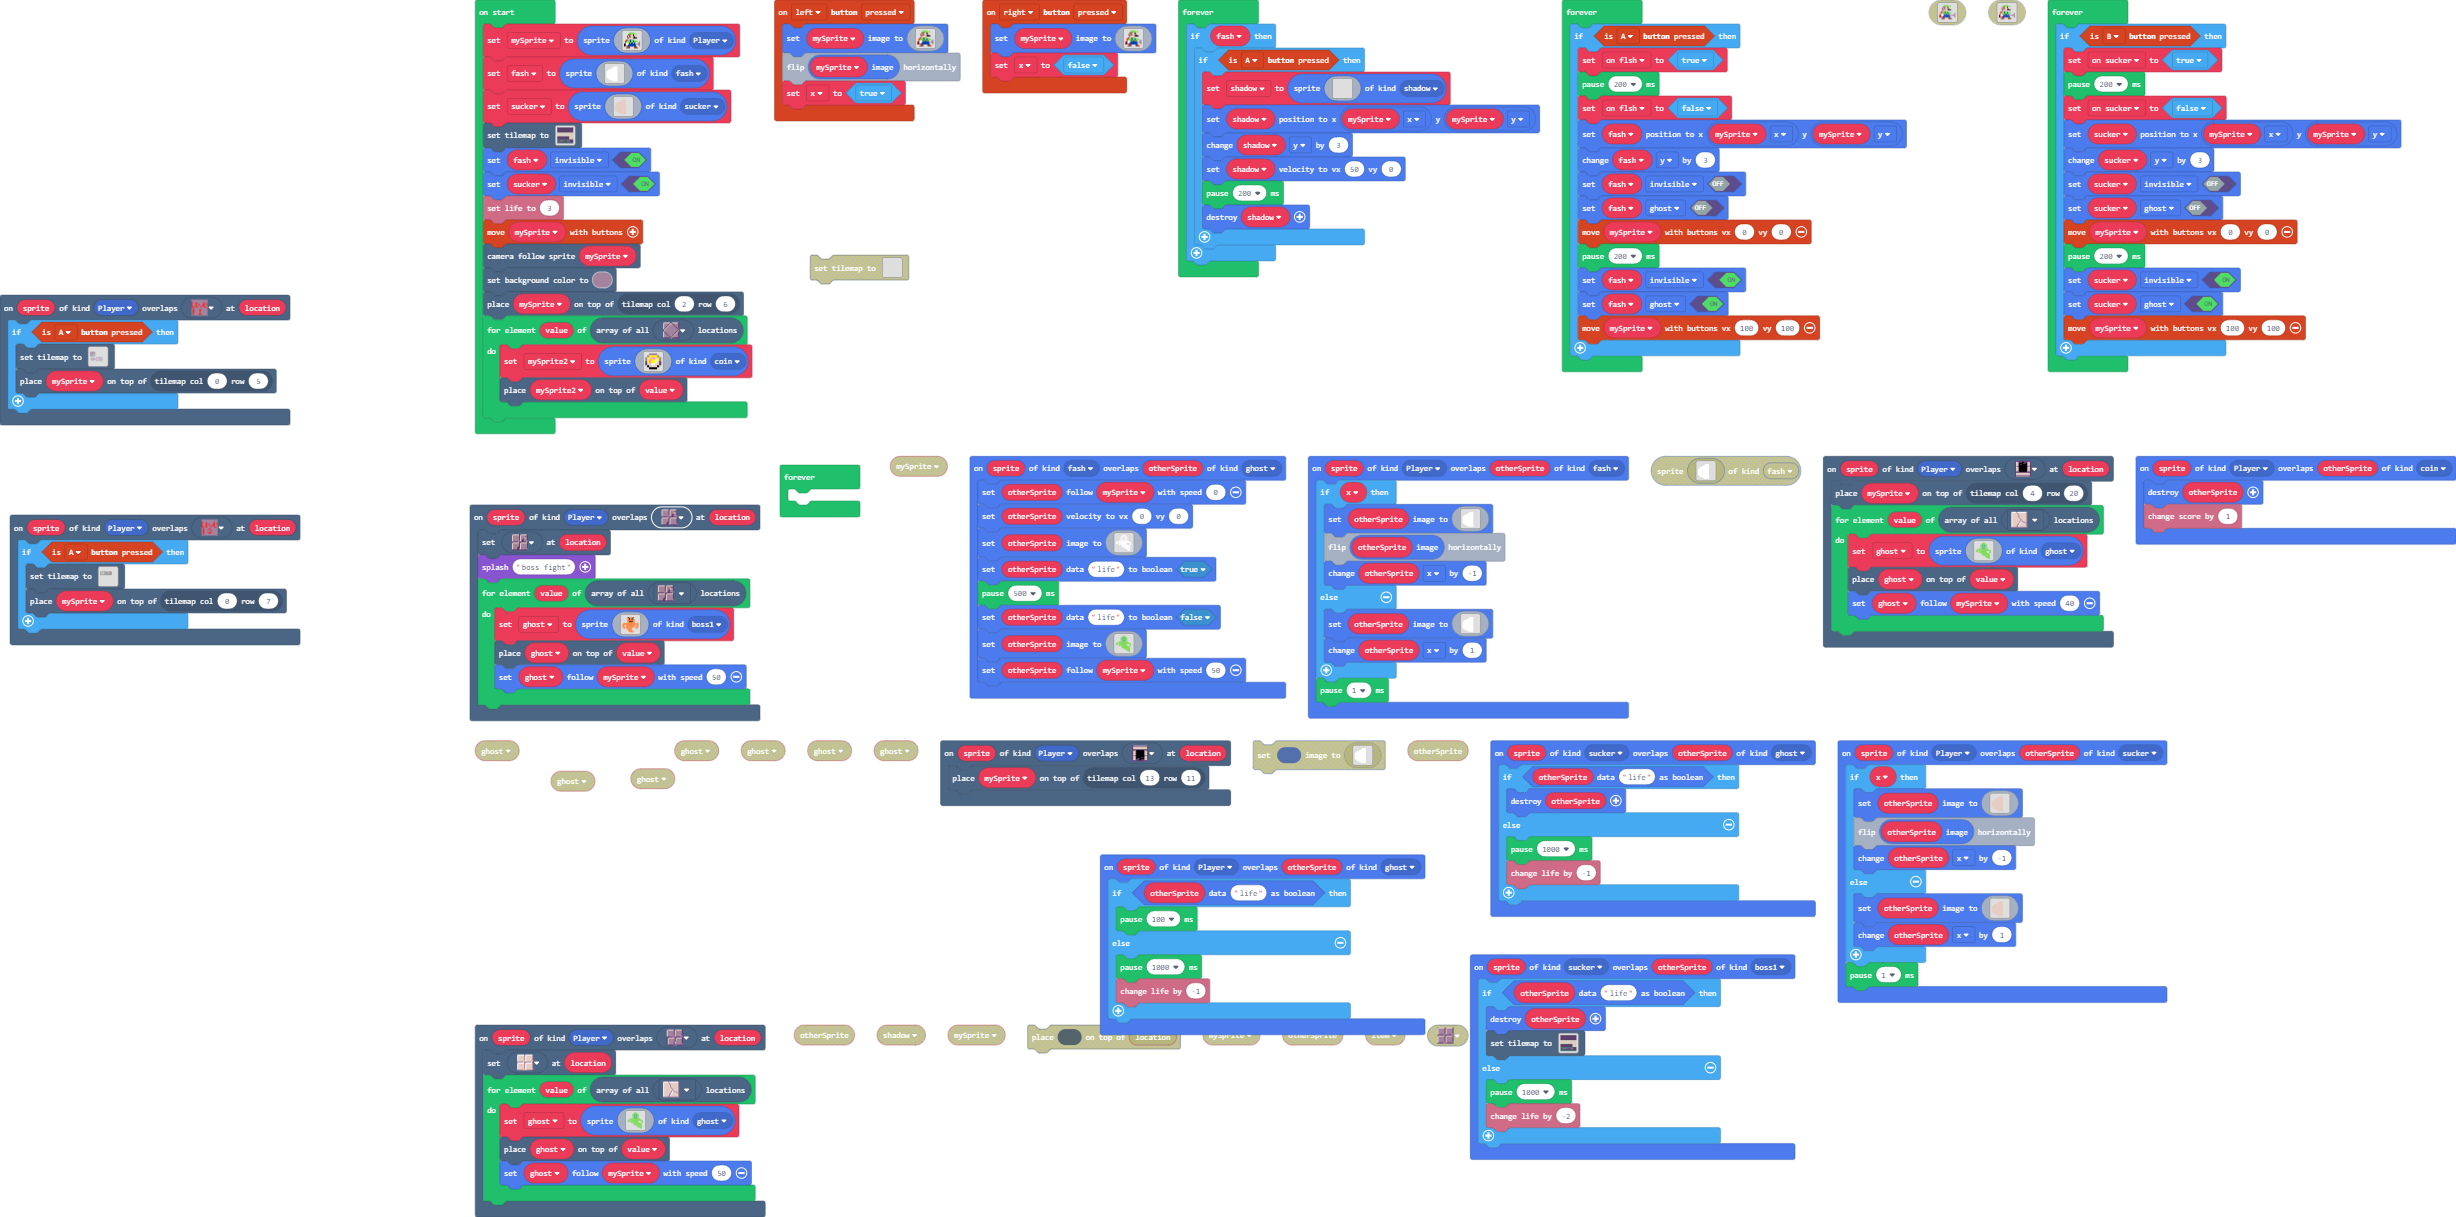 on start
set mySprite to sprite of kind Player
set fash to sprite of kind fash
set sucker to sprite of kind sucker
set tilemap to
set fash invisible ON
set sucker invisible ON
set life to 3
move mySprite with buttons
camera follow sprite mySprite
set background color to
place mySprite on top of tilemap col 2 row 6
for element value of array of all locations
do
set mySprite2 to sprite of kind coin
place mySprite2 on top of value
on left button pressed
set mySprite image to
flip mySprite image horizontally
set x to true
on right button pressed
set mySprite image to
set x to false
set tilemap to
forever
if fash then
if is A button pressed then
set shadow to sprite of kind shadow
set shadow position to x mySprite x y mySprite y
change shadow y by 3
set shadow velocity to vx 50 vy 0
pause 200 ms
destroy shadow
forever
if is A button pressed then
set on flsh to true
pause 200 ms
set on flsh to false
set fash position to x mySprite x y mySprite y
change fash y by 3
set fash invisible OFF
set fash ghost OFF
move mySprite with buttons vx 0 vy 0
pause 200 ms
set fash invisible ON
set fash ghost ON
move mySprite with buttons vx 100 vy 100
forever
if is B button pressed then
set on sucker to true
pause 200 ms
set on sucker to false
set sucker position to x mySprite x y mySprite y
change sucker y by 3
set sucker invisible OFF
set sucker ghost OFF
move mySprite with buttons vx 0 vy 0
pause 200 ms
set sucker invisible ON
set sucker ghost ON
move mySprite with buttons vx 100 vy 100
on sprite of kind Player overlaps at location
if is A button pressed then
set tilemap to
place mySprite on top of tilemap col 0 row 5
on sprite of kind Player overlaps at location
if is A button pressed then
set tilemap to
place mySprite on top of tilemap col 0 row 7
on sprite of kind Player overlaps at location
set at location
splash "boss fight"
for element value of array of all locations
do
set ghost to sprite of kind boss1
place ghost on top of value
set ghost follow mySprite with speed 50
forever
mySprite
on sprite of kind fash overlaps otherSprite of kind ghost
set otherSprite follow mySprite with speed 0
set otherSprite velocity to vx 0 vy 0
set otherSprite image to
set otherSprite data "life" to boolean true
pause 500 ms
set otherSprite data "life" to boolean false
set otherSprite image to
set otherSprite follow mySprite with speed 50
on sprite of kind Player overlaps otherSprite of kind fash
if x then
set otherSprite image to
flip otherSprite image horizontally
change otherSprite x by -1
else
set otherSprite image to
change otherSprite x by 1
pause 1 ms
sprite of kind fash
on sprite of kind Player overlaps at location
place mySprite on top of tilemap col 4 row 20
for element value of array of all locations
do
set ghost to sprite of kind ghost
place ghost on top of value
set ghost follow mySprite with speed 40
on sprite of kind Player overlaps otherSprite of kind coin
destroy otherSprite
change score by 1
ghost
ghost
ghost
ghost
ghost
ghost
ghost
on sprite of kind Player overlaps at location
place mySprite on top of tilemap col 13 row 11
set image to
otherSprite
on sprite of kind sucker overlaps otherSprite of kind ghost
if otherSprite data "life" as boolean then
destroy otherSprite
else
pause 1000 ms
change life by -1
on sprite of kind Player overlaps otherSprite of kind sucker
if x then
set otherSprite image to
flip otherSprite image horizontally
change otherSprite x by -1
else
set otherSprite image to
change otherSprite x by 1
pause 1 ms
on sprite of kind Player overlaps otherSprite of kind ghost
if otherSprite data "life" as boolean then
pause 100 ms
else
pause 1000 ms
change life by -1
on sprite of kind sucker overlaps otherSprite of kind boss1
if otherSprite data "life" as boolean then
destroy otherSprite
set tilemap to
else
pause 1000 ms
change life by -2
on sprite of kind Player overlaps at location
set at location
for element value of array of all locations
do
set ghost to sprite of kind ghost
place ghost on top of value
set ghost follow mySprite with speed 50
otherSprite
shadow
mySprite
place on top of location
mySprite
otherSprite